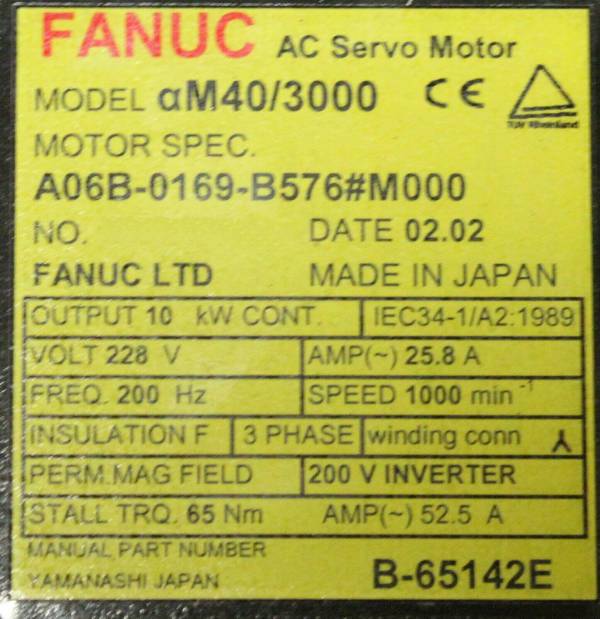 FANUC AC Servo Motor
MODEL αM40/3000 CE
TÜV Rheinland
MOTOR SPEC.
A06B-0169-B576#M000
NO. DATE 02.02
FANUC LTD MADE IN JAPAN
OUTPUT 10 kW CONT. IEC34-1/A2:1989
VOLT 228 V AMP(~) 25.8 A
FREQ. 200 Hz SPEED 1000 min⁻¹
INSULATION F 3 PHASE winding conn
PERM.MAG FIELD 200 V INVERTER
STALL TRQ. 65 Nm AMP(~) 52.5 A
MANUAL PART NUMBER
YAMANASHI JAPAN B-65142E